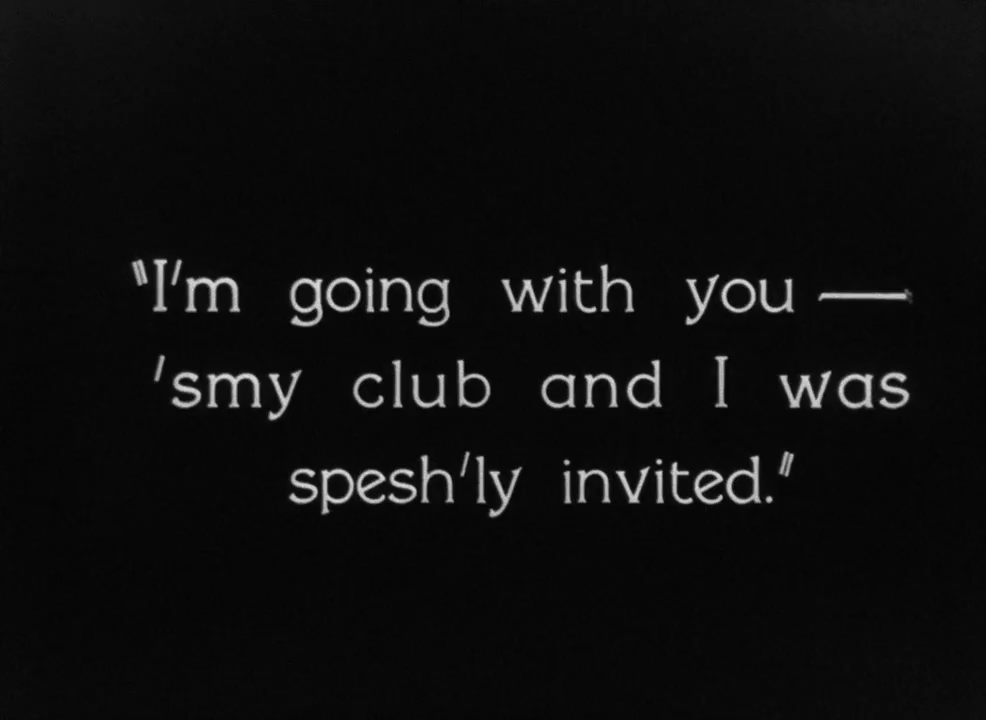 "I'm going with you —
'smy club and I was
spesh'ly invited."